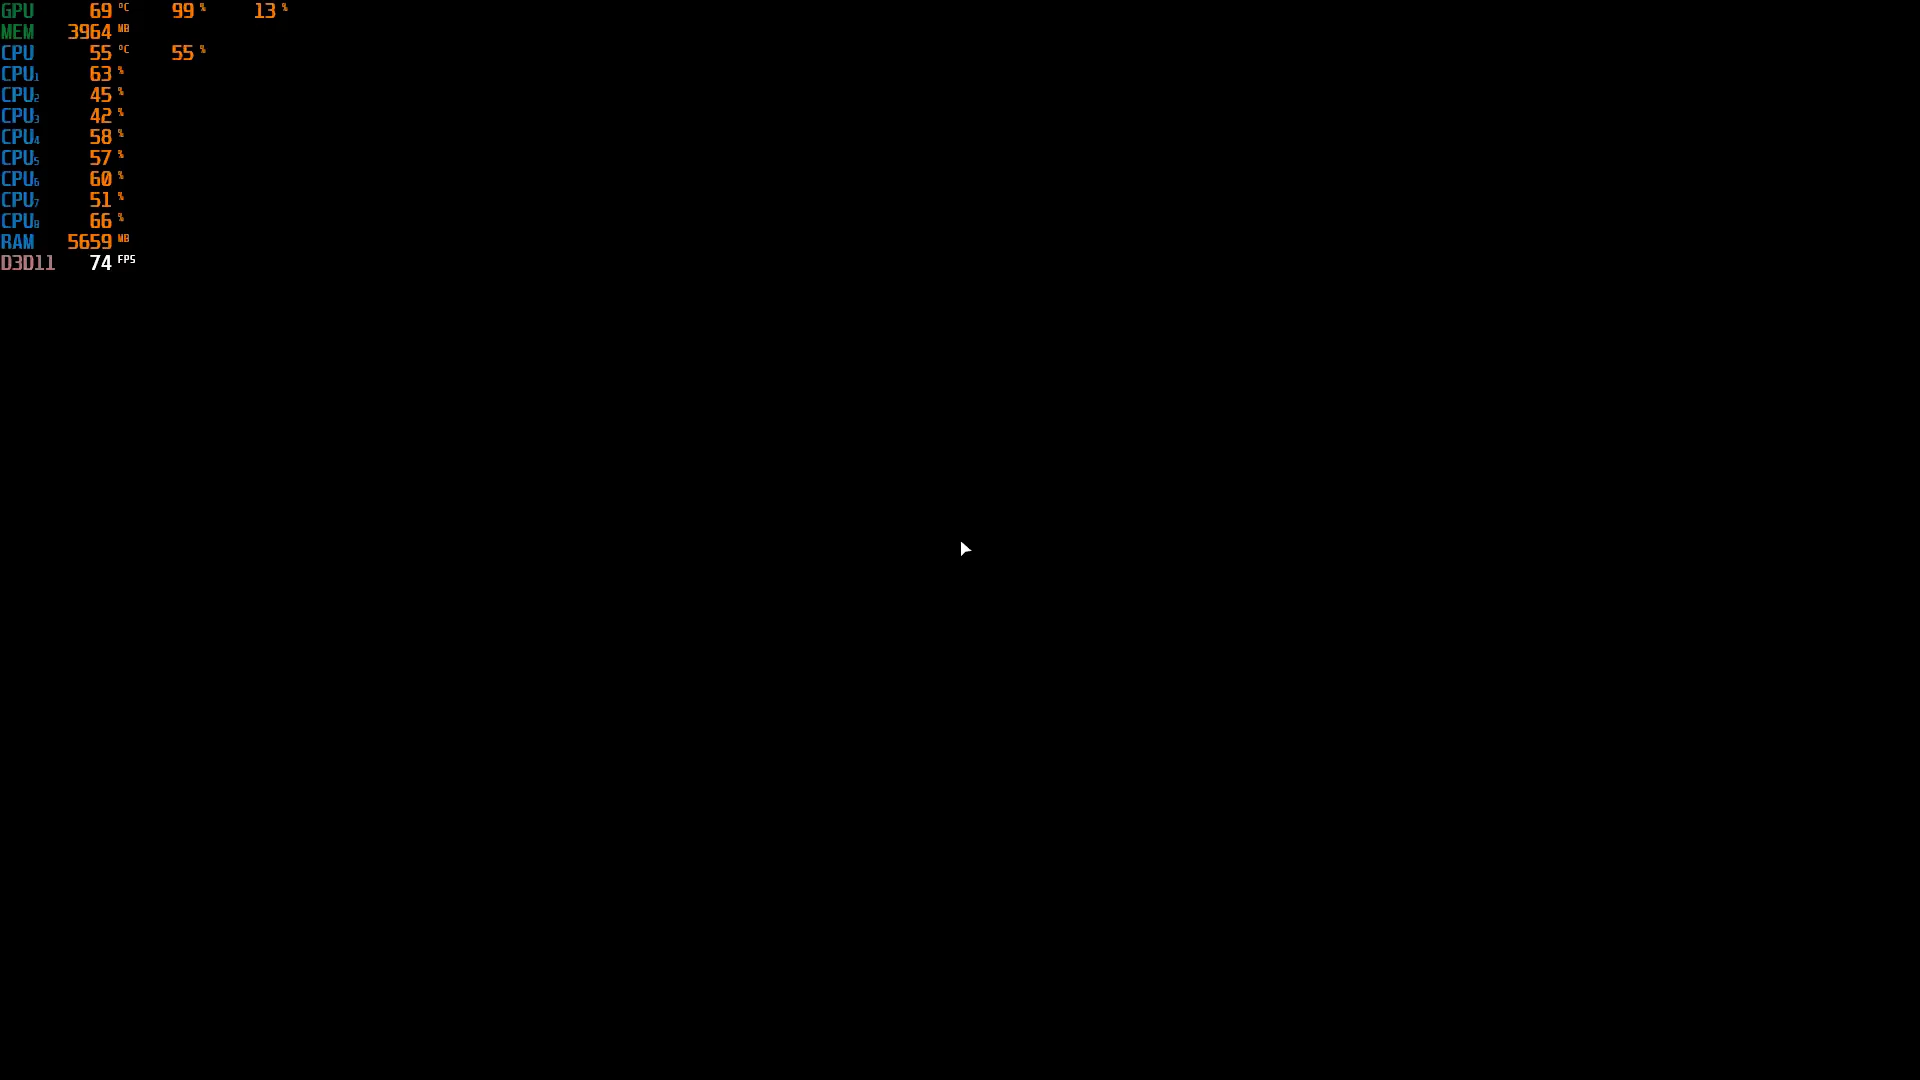 GPU 69 °C 99 % 13 %
MEM 3964 MB
CPU 55 °C 55 %
CPU1 63 %
CPU2 45 %
CPU3 42 %
CPU4 58 %
CPU5 57 %
CPU6 60 %
CPU7 51 %
CPU8 66 %
RAM 5659 MB
D3D11 74 FPS